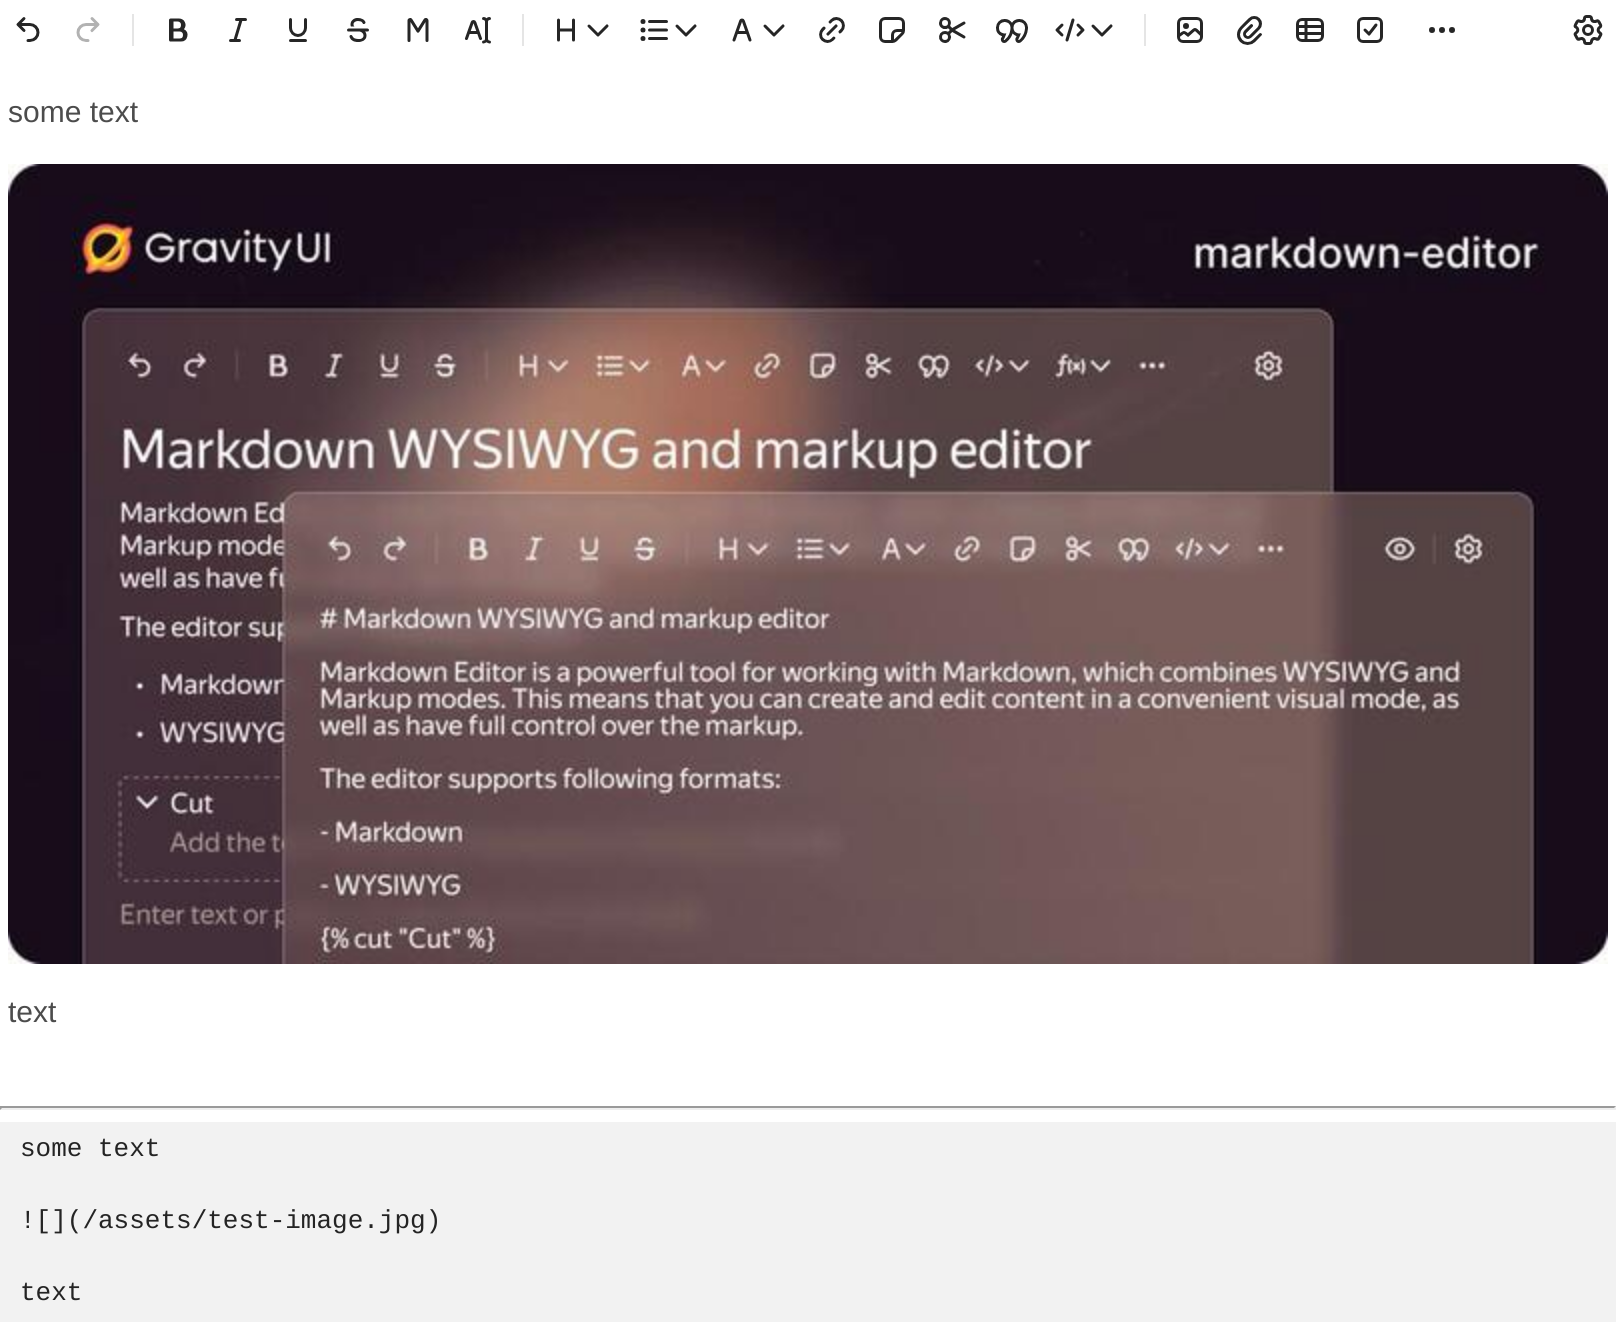 some text
Gravity UI
markdown-editor
Markdown WYSIWYG and markup editor
Markdown Ed
Markup mode
well as have fu
The editor sup
• Markdown
• WYSIWYG
Cut
Add the te
Enter text or p
# Markdown WYSIWYG and markup editor
Markdown Editor is a powerful tool for working with Markdown, which combines WYSIWYG and
Markup modes. This means that you can create and edit content in a convenient visual mode, as
well as have full control over the markup.
The editor supports following formats:
- Markdown
- WYSIWYG
{% cut "Cut" %}
text
some text
![](/assets/test-image.jpg)
text